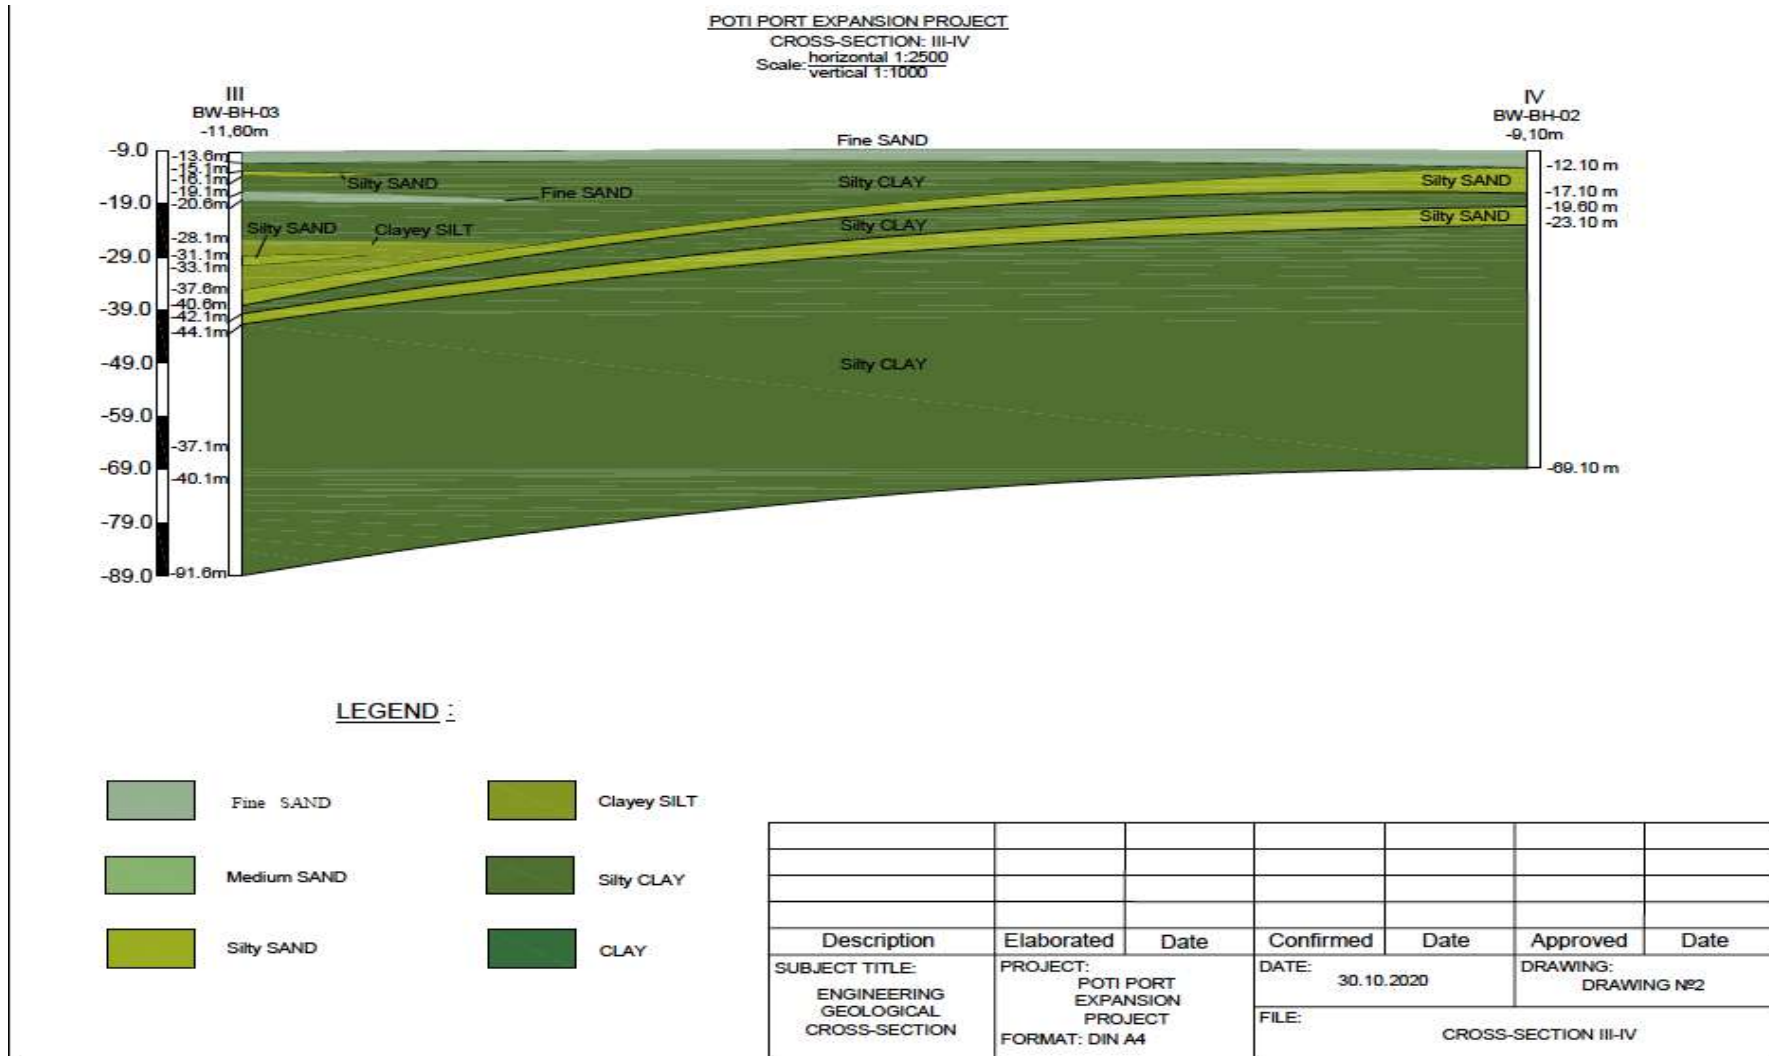 POTI PORT EXPANSION PROJECT
CROSS-SECTION: III-IV
Scale: horizontal 1:2500
vertical 1:1000
III
BW-BH-03
-11,60m
IV
BW-BH-02
-9,10m
Fine SAND
-9.0
-19.0
-29.0
-39.0
-49.0
-59.0
-69.0
-79.0
-89.0
-13.6m
-15.1m
-16.1m
-19.1m
-20.6m
-28.1m
-31.1m
-33.1m
-37.6m
-40.6m
-42.1m
-44.1m
-37.1m
-40.1m
-91.6m
Silty SAND
Fine SAND
Silty SAND
Clayey SILT
Silty CLAY
Silty CLAY
Silty CLAY
Silty SAND
Silty SAND
-12.10 m
-17.10 m
-19.60 m
-23.10 m
-69.10 m
LEGEND :
Fine SAND
Medium SAND
Silty SAND
Clayey SILT
Silty CLAY
CLAY
Description Elaborated Date Confirmed Date Approved Date
SUBJECT TITLE:
ENGINEERING
GEOLOGICAL
CROSS-SECTION
PROJECT:
POTI PORT
EXPANSION
PROJECT
FORMAT: DIN A4
DATE:
30.10.2020
DRAWING:
DRAWING №2
FILE:
CROSS-SECTION III-IV